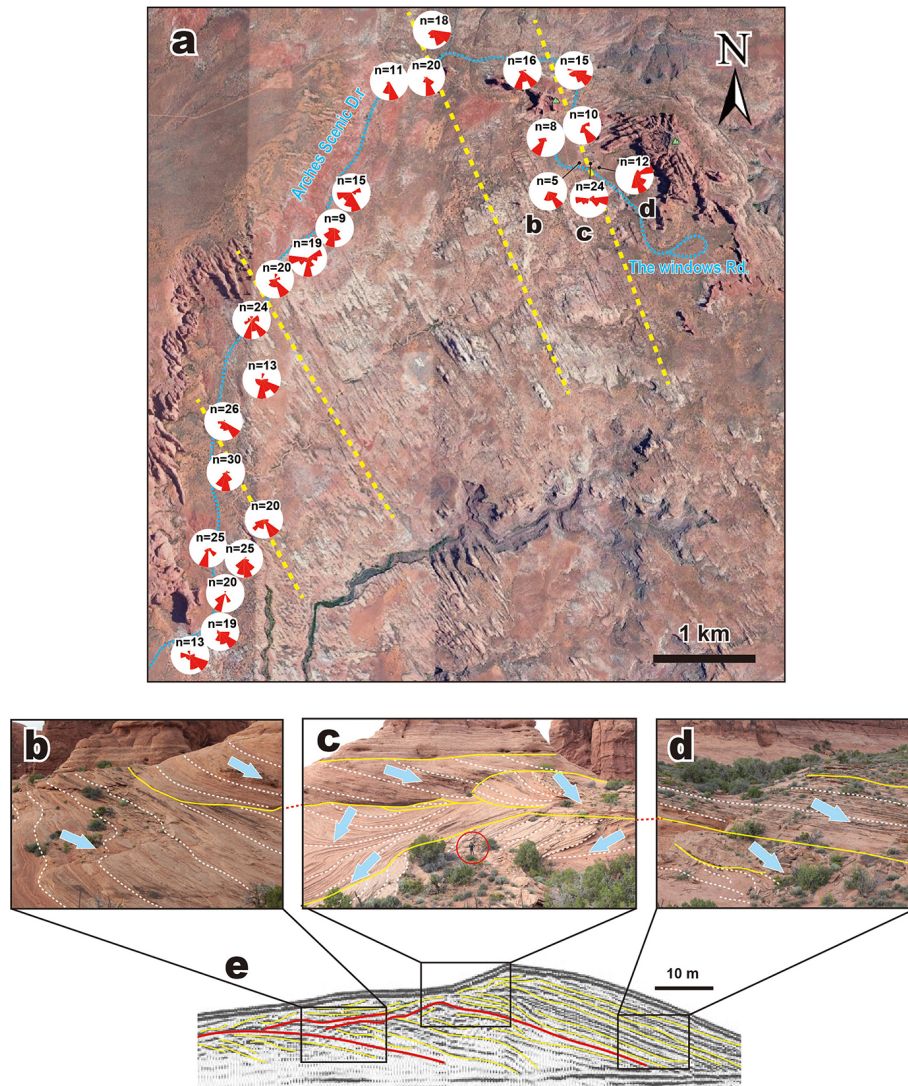 a
n=18
N
n=20
n=16
n=15
n=11
Arches Scenic D.r
n=8
n=10
n=12
n=15
n=5
n=24
b
c
d
n=9
n=19
The windows Rd.
n=20
n=24
n=13
n=26
n=30
n=20
n=25
n=25
n=20
n=19
n=13
1 km
b
c
d
e
10 m